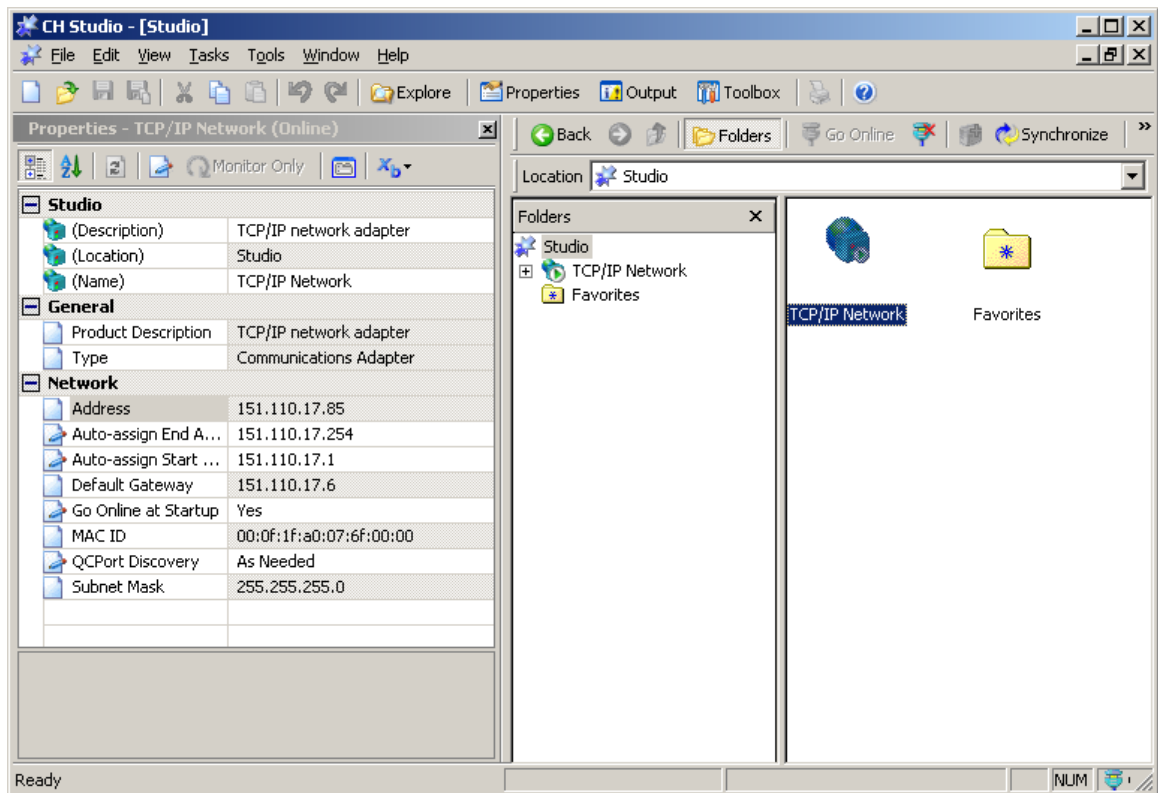 CH Studio - [Studio]
File Edit View Tasks Tools Window Help
Explore Properties Output Toolbox
Properties - TCP/IP Network (Online)
Monitor Only
Studio
(Description) TCP/IP network adapter
(Location) Studio
(Name) TCP/IP Network
General
Product Description TCP/IP network adapter
Type Communications Adapter
Network
Address 151.110.17.85
Auto-assign End A... 151.110.17.254
Auto-assign Start ... 151.110.17.1
Default Gateway 151.110.17.6
Go Online at Startup Yes
MAC ID 00:0f:1f:a0:07:6f:00:00
QCPort Discovery As Needed
Subnet Mask 255.255.255.0
Back Folders Go Online Synchronize »
Location Studio
Folders
Studio
TCP/IP Network
Favorites
TCP/IP Network Favorites
Ready NUM